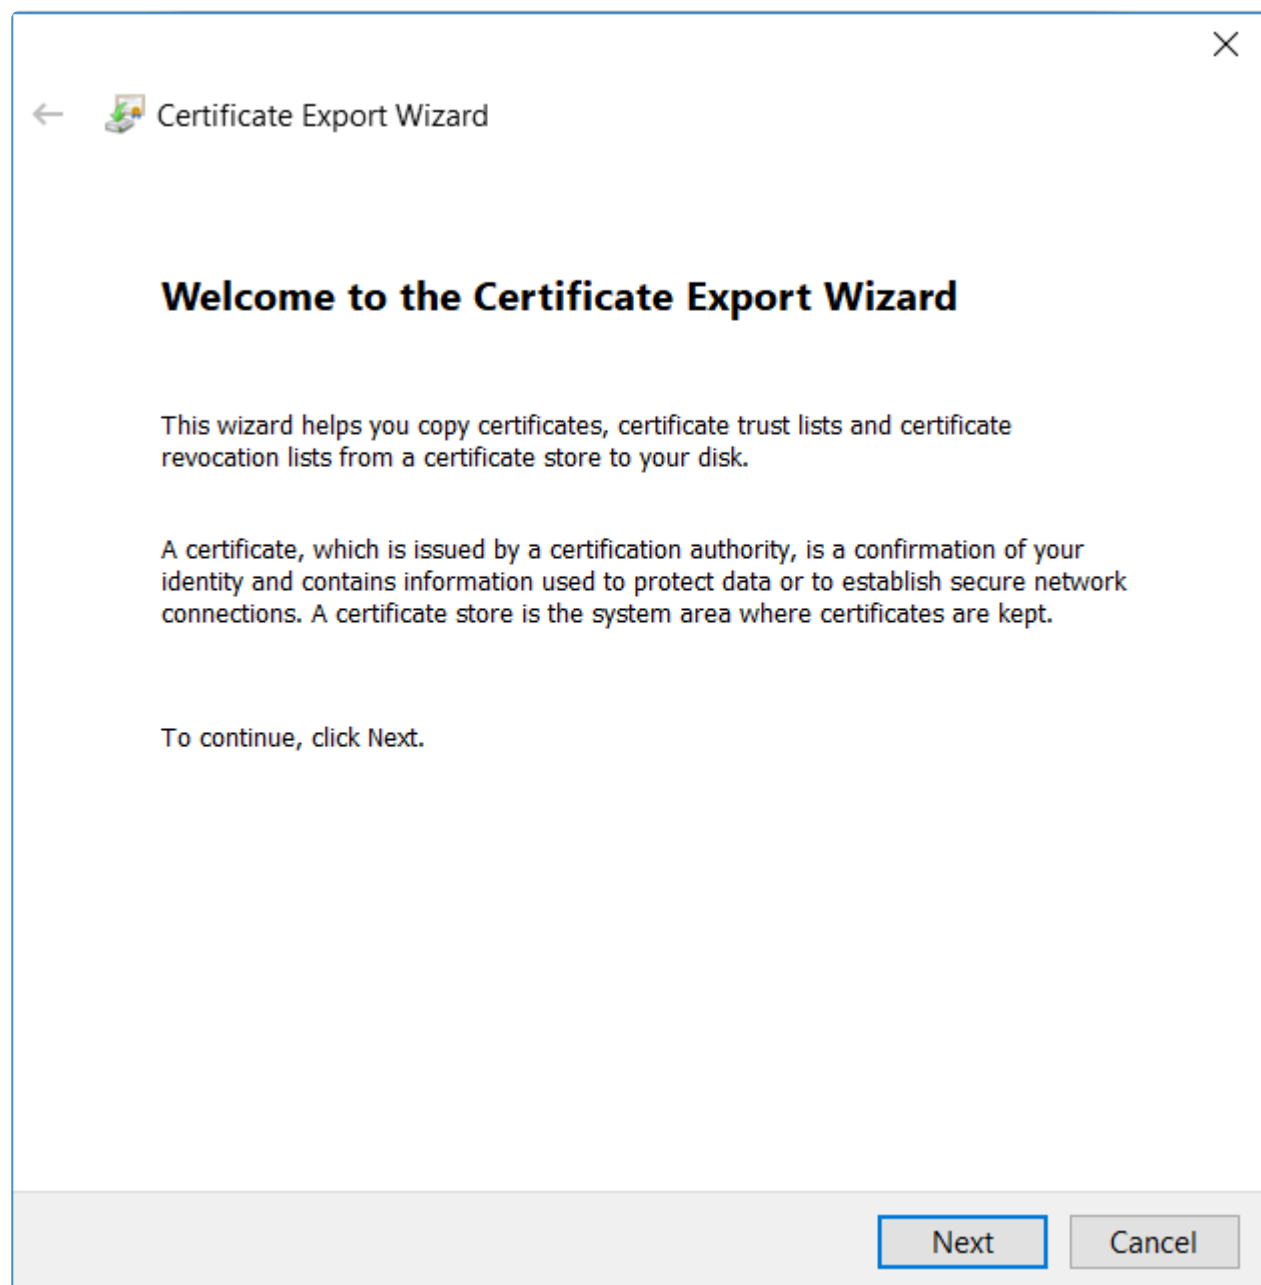 Certificate Export Wizard
Welcome to the Certificate Export Wizard
This wizard helps you copy certificates, certificate trust lists and certificate
revocation lists from a certificate store to your disk.
A certificate, which is issued by a certification authority, is a confirmation of your
identity and contains information used to protect data or to establish secure network
connections. A certificate store is the system area where certificates are kept.
To continue, click Next.
Next
Cancel